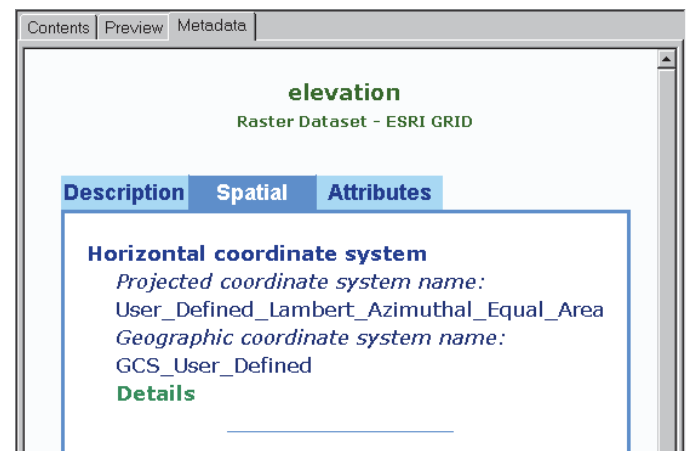 Contents Preview Metadata
elevation
Raster Dataset - ESRI GRID
Description Spatial Attributes
Horizontal coordinate system
Projected coordinate system name:
User_Defined_Lambert_Azimuthal_Equal_Area
Geographic coordinate system name:
GCS_User_Defined
Details